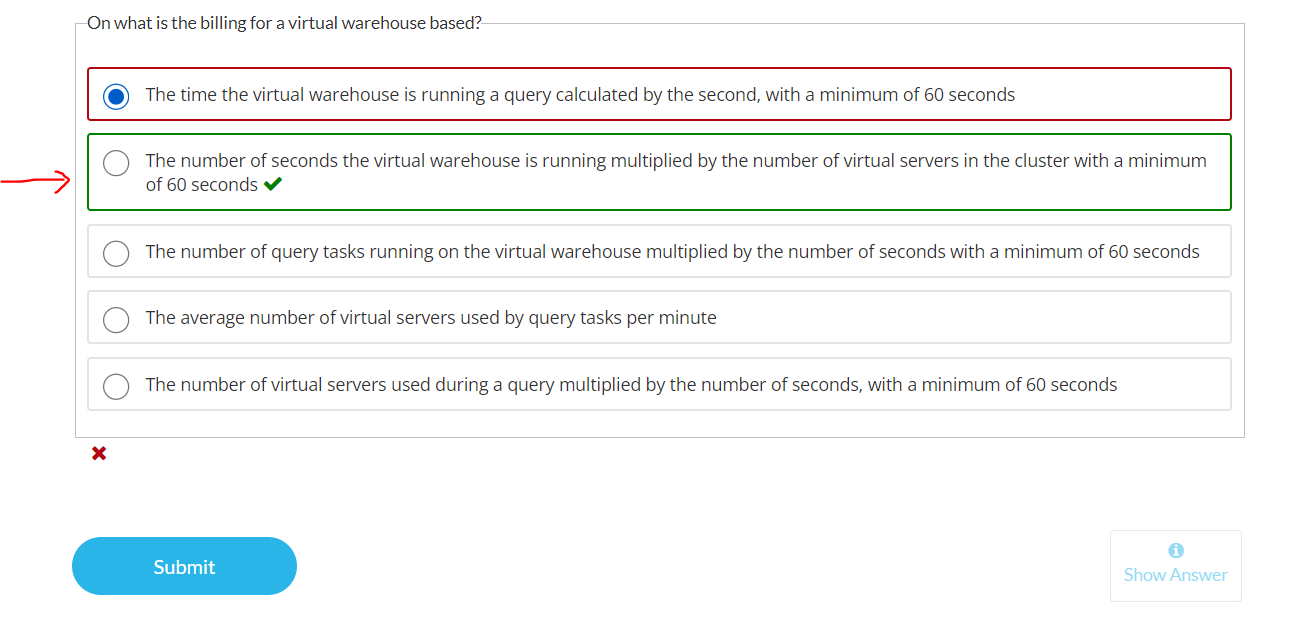 On what is the billing for a virtual warehouse based?
The time the virtual warehouse is running a query calculated by the second, with a minimum of 60 seconds
The number of seconds the virtual warehouse is running multiplied by the number of virtual servers in the cluster with a minimum
of 60 seconds
The number of query tasks running on the virtual warehouse multiplied by the number of seconds with a minimum of 60 seconds
The average number of virtual servers used by query tasks per minute
The number of virtual servers used during a query multiplied by the number of seconds, with a minimum of 60 seconds
Submit
Show Answer